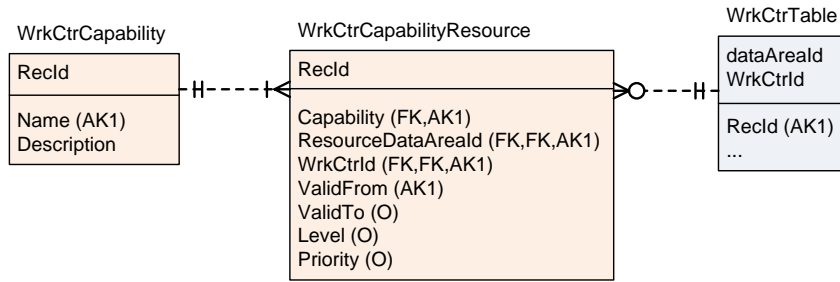 WrkCtrCapability
RecId
Name (AK1)
Description
WrkCtrCapabilityResource
RecId
Capability (FK,AK1)
ResourceDataAreaId (FK,FK,AK1)
WrkCtrId (FK,FK,AK1)
ValidFrom (AK1)
ValidTo (O)
Level (O)
Priority (O)
WrkCtrTable
dataAreaId
WrkCtrId
RecId (AK1)
...